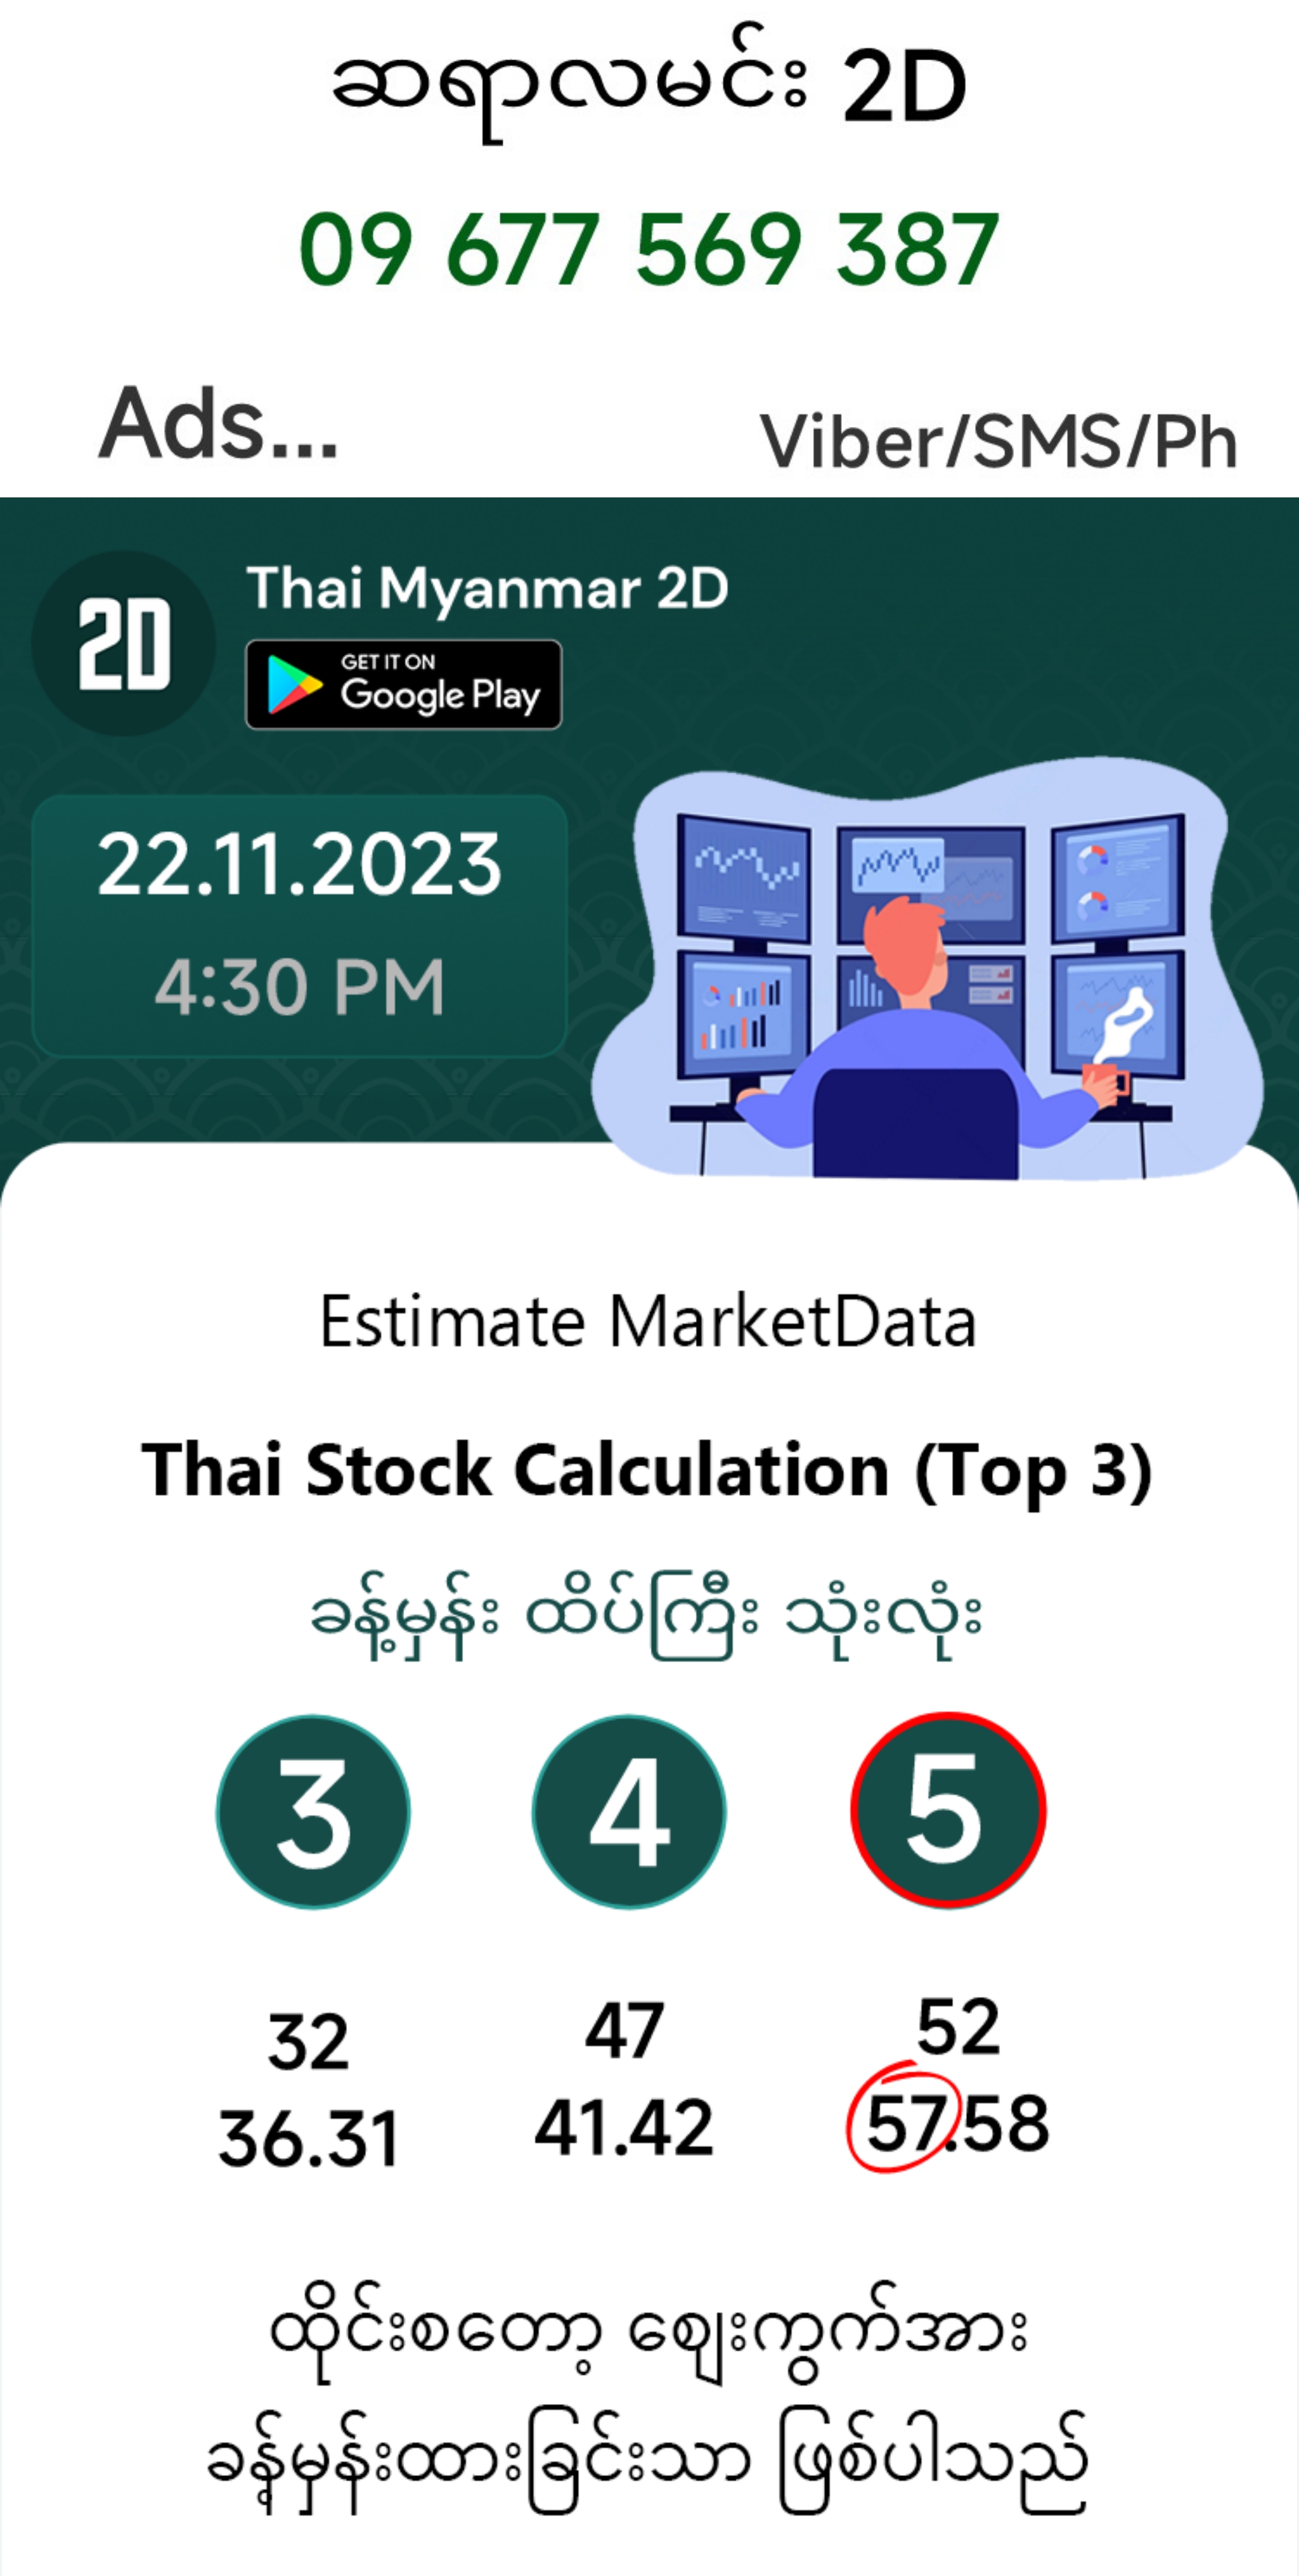 ဆရာလမင်း 2D
09 677 569 387
Ads...
Viber/SMS/Ph
2D
Thai Myanmar 2D
GET IT ON
Google Play
22.11.2023
4:30 PM
Estimate MarketData
Thai Stock Calculation (Top 3)
ခန့်မှန်း ထိပ်ကြီး သုံးလုံး
3 4 5
32 47 52
36.31 41.42 57.58
ထိုင်းစတော့ ဈေးကွက်အား
ခန့်မှန်းထားခြင်းသာ ဖြစ်ပါသည်